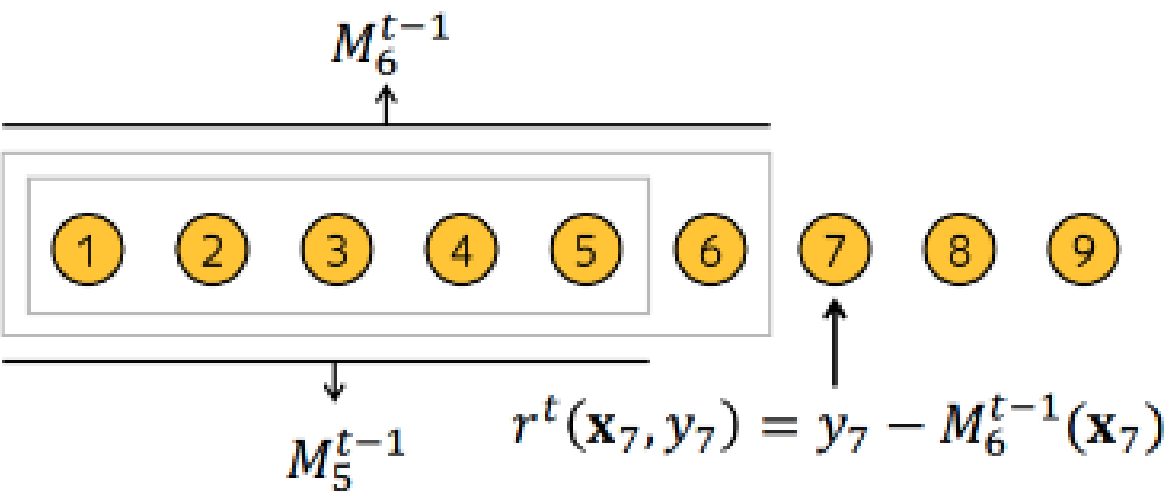 M_6^{t-1}
1 2 3 4 5 6 7 8 9
r^t(x_7, y_7) = y_7 − M_6^{t-1}(x_7)
M_5^{t-1}